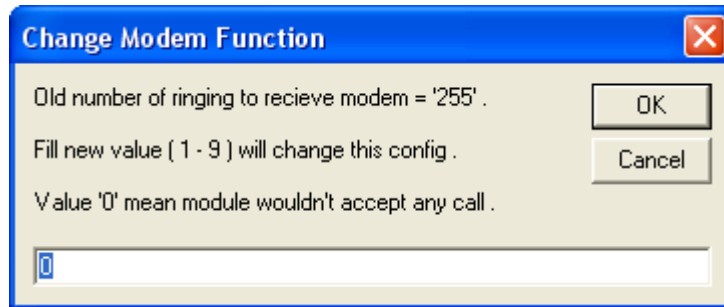 Change Modem Function
Old number of ringing to recieve modem = '255' .
OK
Fill new value ( 1 - 9 ) will change this config .
Cancel
Value '0' mean module wouldn't accept any call .
0